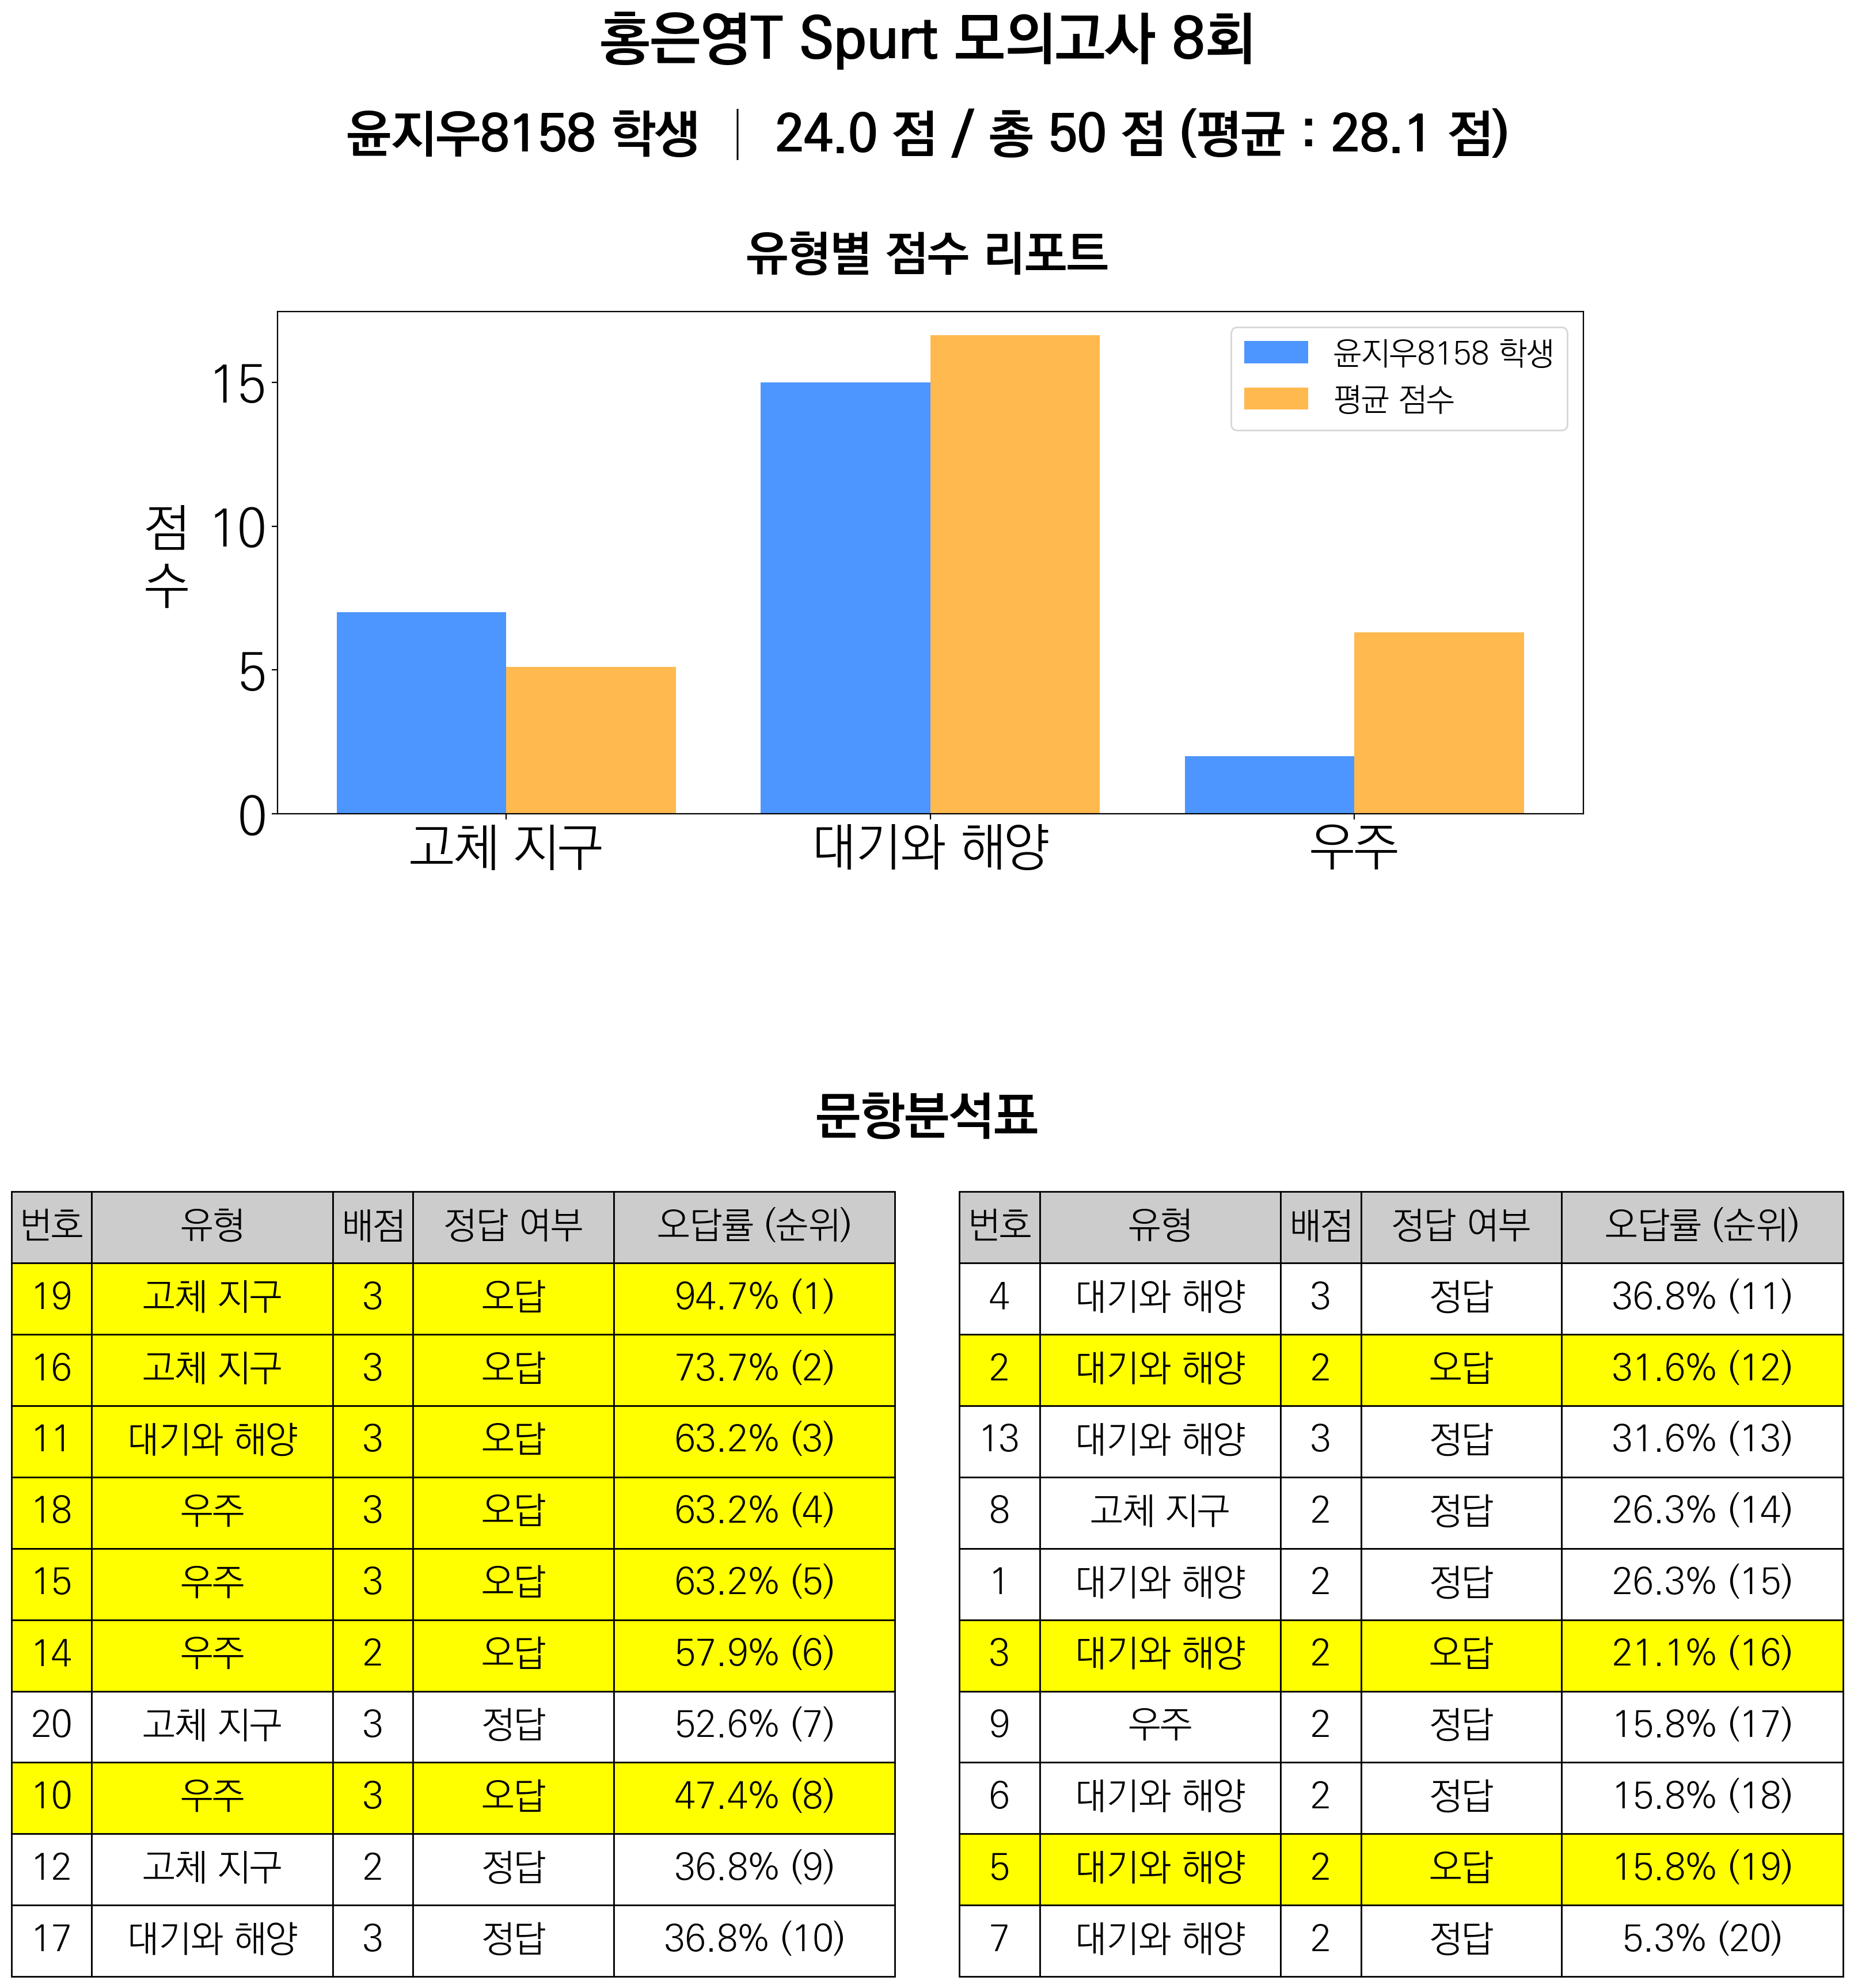 홍은영T Spurt 모의고사 8회
윤지우8158 학생 │ 24.0 점 / 총 50 점 (평균 : 28.1 점)
유형별 점수 리포트
윤지우8158 학생
평균 점수
점수
15
10
5
0
고체 지구 대기와 해양 우주
문항분석표
번호 유형 배점 정답 여부 오답률 (순위)
19 고체 지구 3 오답 94.7% (1)
16 고체 지구 3 오답 73.7% (2)
11 대기와 해양 3 오답 63.2% (3)
18 우주 3 오답 63.2% (4)
15 우주 3 오답 63.2% (5)
14 우주 2 오답 57.9% (6)
20 고체 지구 3 정답 52.6% (7)
10 우주 3 오답 47.4% (8)
12 고체 지구 2 정답 36.8% (9)
17 대기와 해양 3 정답 36.8% (10)
번호 유형 배점 정답 여부 오답률 (순위)
4 대기와 해양 3 정답 36.8% (11)
2 대기와 해양 2 오답 31.6% (12)
13 대기와 해양 3 정답 31.6% (13)
8 고체 지구 2 정답 26.3% (14)
1 대기와 해양 2 정답 26.3% (15)
3 대기와 해양 2 오답 21.1% (16)
9 우주 2 정답 15.8% (17)
6 대기와 해양 2 정답 15.8% (18)
5 대기와 해양 2 오답 15.8% (19)
7 대기와 해양 2 정답 5.3% (20)